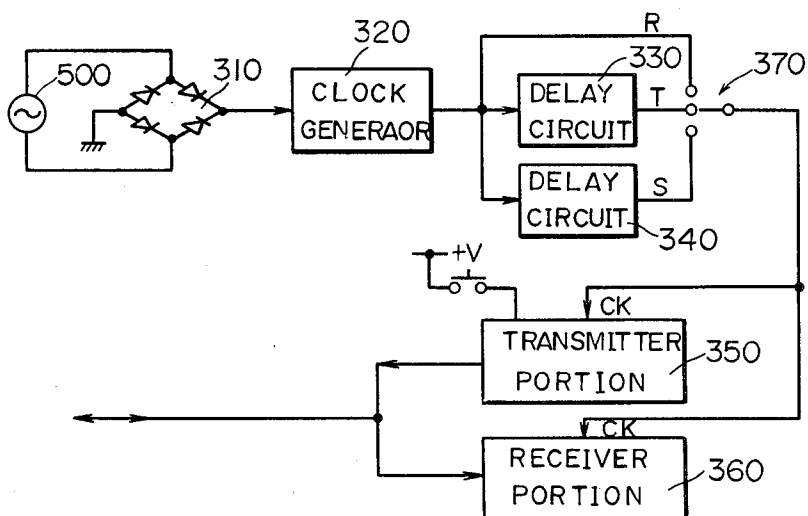 R
320
330
500
310
370
CLOCK
GENERAOR
DELAY
CIRCUIT
T
DELAY
CIRCUIT
S
340
+V
CK
TRANSMITTER
PORTION
350
CK
RECEIVER
PORTION
360